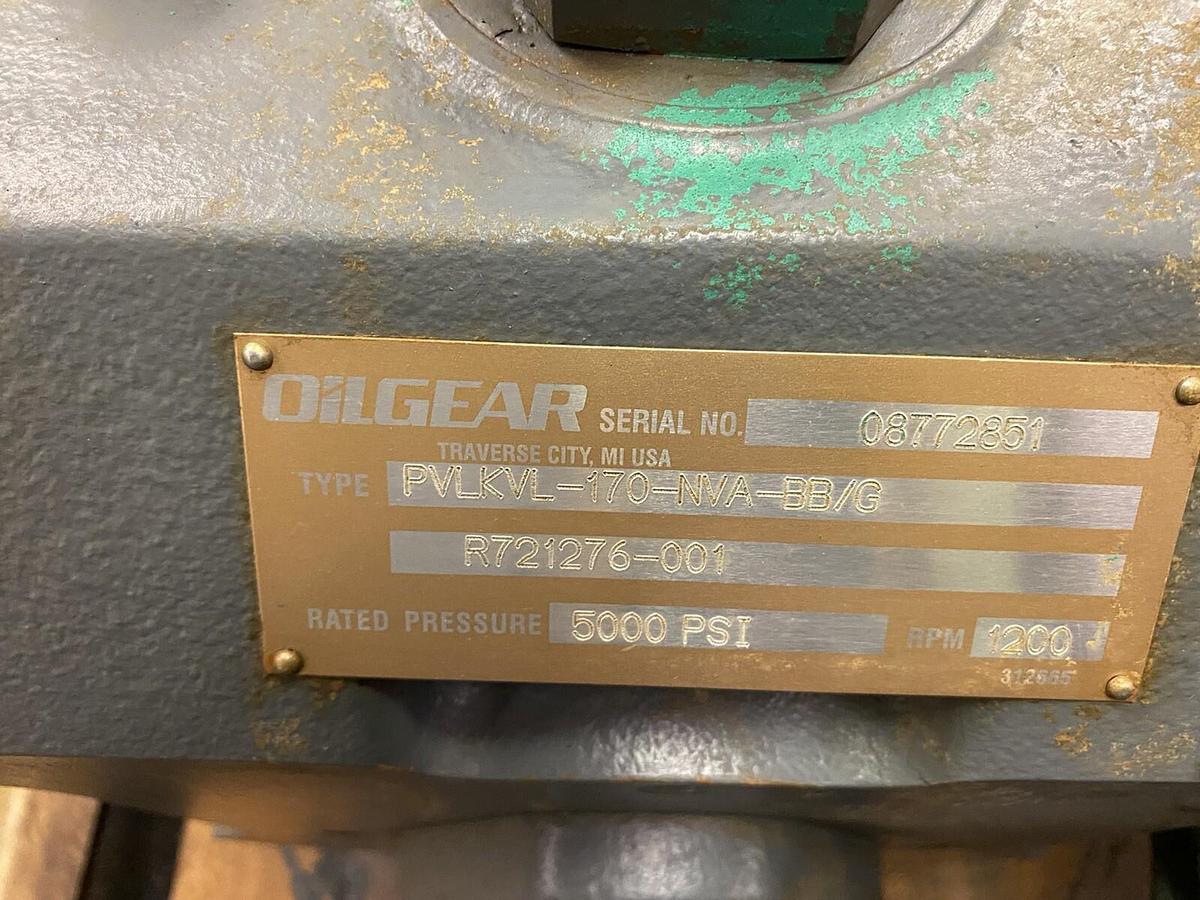 OILGEAR SERIAL NO. 08772851
TRAVERSE CITY, MI USA
TYPE PVLKVL-170-NVA-BB/G
R721276-001
RATED PRESSURE 5000 PSI RPM 1200
312665